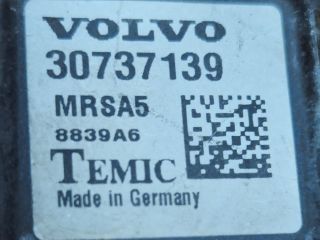 VOLVO
30737139
MRSA5
8839A6
TEMIC
Made in Germany